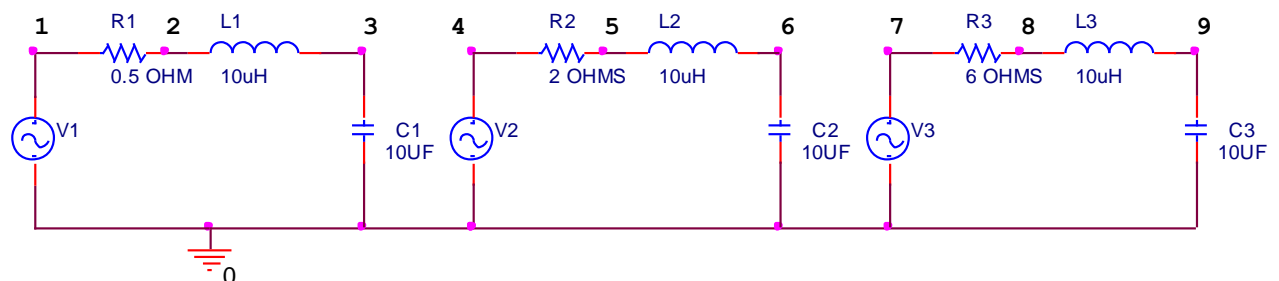 1 R1 2 L1 3 4 R2 5 L2 6 7 R3 8 L3 9
0.5 OHM 10uH 2 OHMS 10uH 6 OHMS 10uH
V1 C1 V2 C2 V3 C3
10UF 10UF 10UF
0